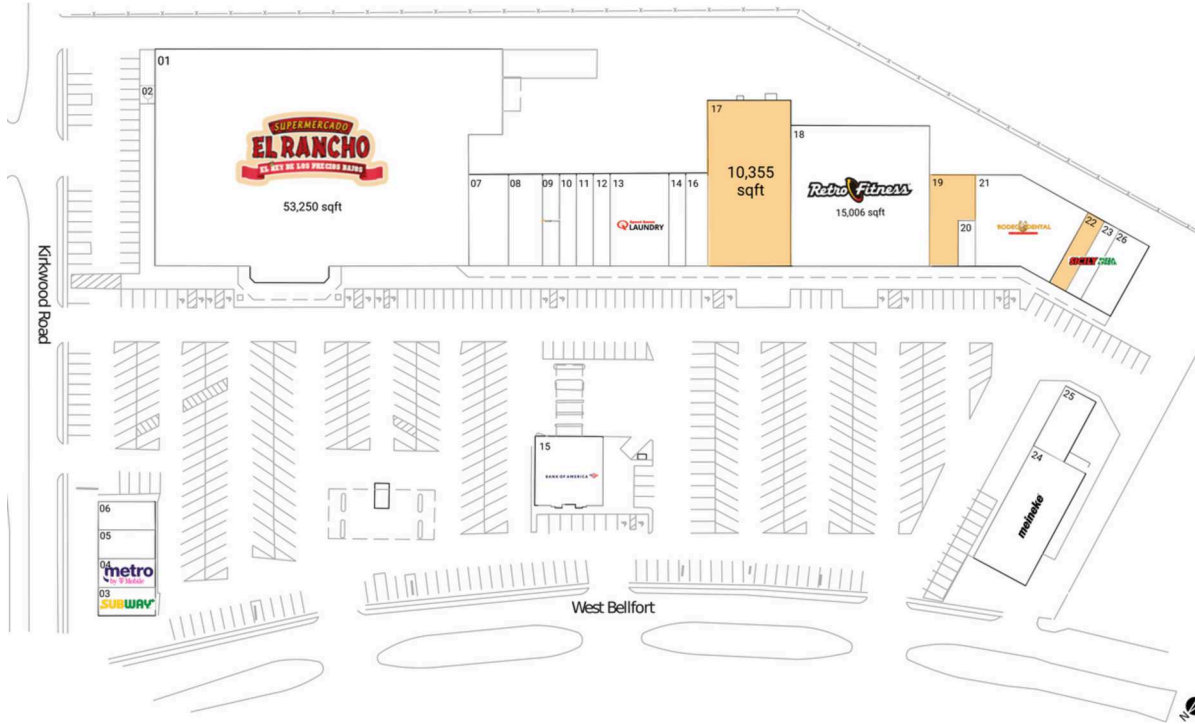 01
02
SUPERMERCADO
EL RANCHO
EL REY DE LOS PRECIOS BAJOS
53,250 sqft
07
08
09
10
11
12
13
LAUNDRY
14
16
17
10,355
sqft
18
Retro Fitness
15,006 sqft
19
20
21
RODEO DENTAL
22
23
26
SICILY PIZZA
Kirkwood Road
15
BANK OF AMERICA
25
24
meineke
06
05
04
metro
by T Mobile
03
SUBWAY
West Bellfort
N